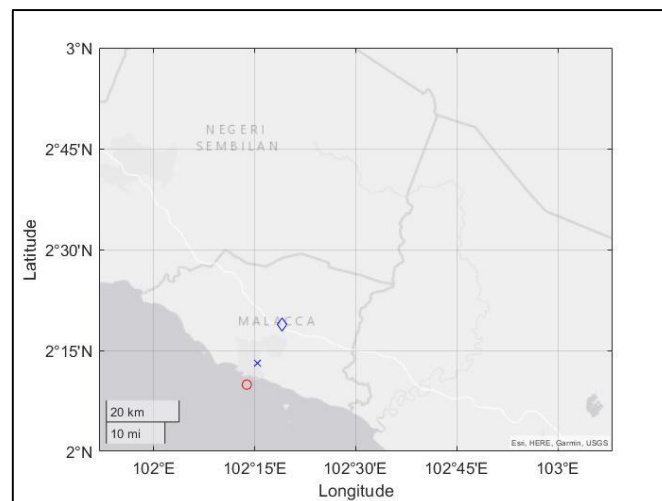 3°N
NEGERI
SEMBILAN
2°45'N
2°30'N
Latitude
MALACCA
2°15'N
20 km
10 mi
Esri, HERE, Garmin, USGS
2°N
102°E 102°15'E 102°30'E 102°45'E 103°E
Longitude